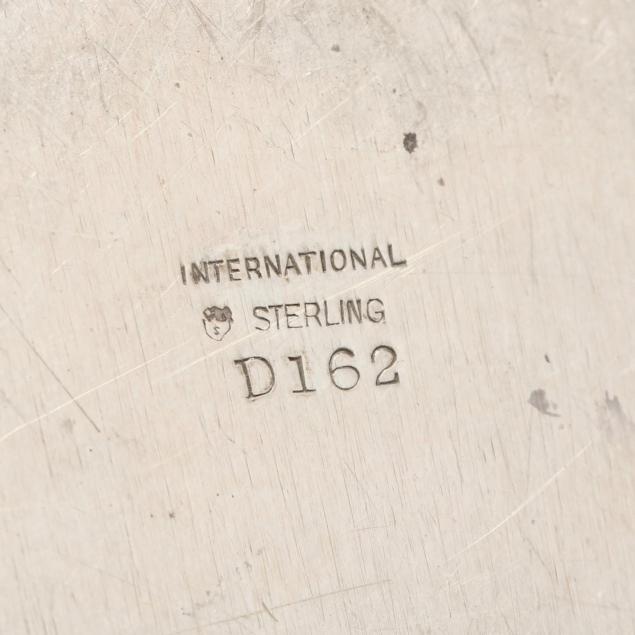 INTERNATIONAL
S STERLING
D162